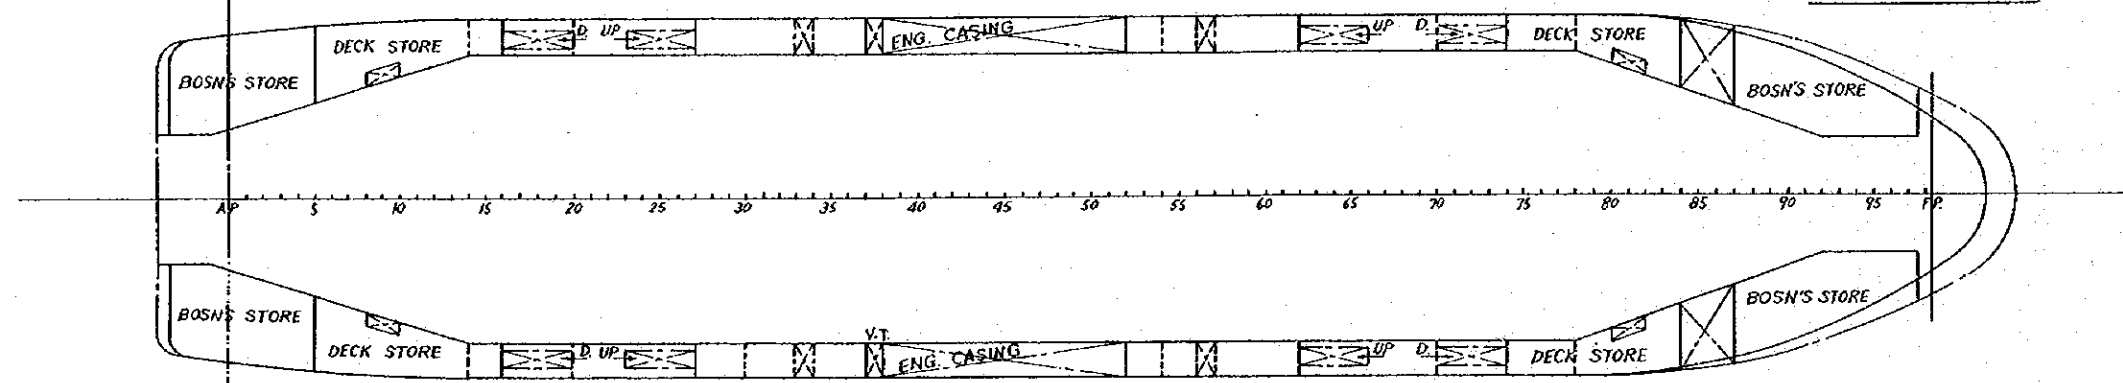 DECK STORE
D. UP
ENG. CASING
UP D.
DECK STORE
BOSN'S STORE
BOSN'S STORE
A.P. 5 10 15 20 25 30 35 40 45 50 55 60 65 70 75 80 85 90 95 F.P.
BOSN'S STORE
BOSN'S STORE
V.T.
DECK STORE
D. UP
ENG. CASING
UP D.
DECK STORE